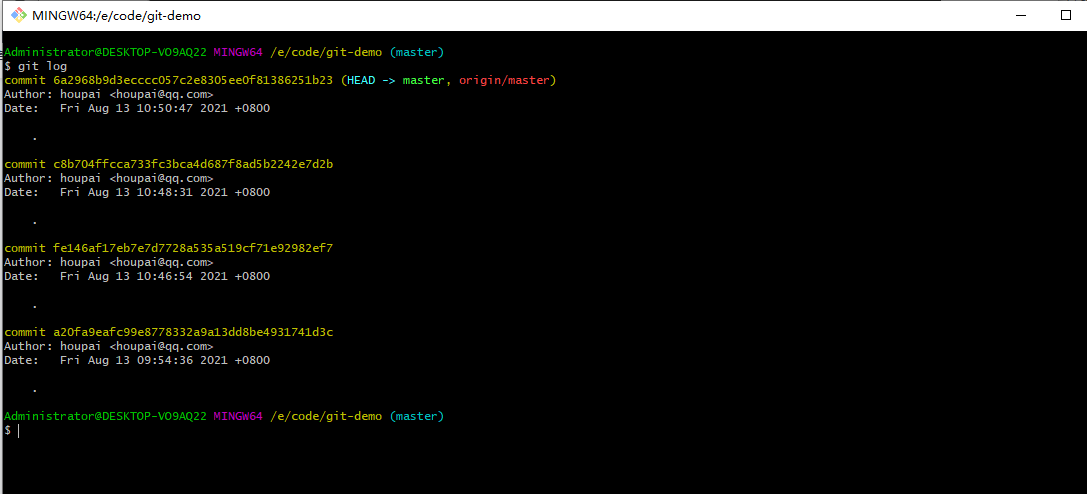 MINGW64:/e/code/git-demo
Administrator@DESKTOP-VO9AQ22 MINGW64 /e/code/git-demo (master)
$ git log
commit 6a2968b9d3ecccc057c2e8305ee0f81386251b23 (HEAD -> master, origin/master)
Author: houpai <houpai@qq.com>
Date:   Fri Aug 13 10:50:47 2021 +0800
.
commit c8b704ffcca733fc3bca4d687f8ad5b2242e7d2b
Author: houpai <houpai@qq.com>
Date:   Fri Aug 13 10:48:31 2021 +0800
.
commit fe146af17eb7e7d7728a535a519cf71e92982ef7
Author: houpai <houpai@qq.com>
Date:   Fri Aug 13 10:46:54 2021 +0800
.
commit a20fa9eafc99e8778332a9a13dd8be4931741d3c
Author: houpai <houpai@qq.com>
Date:   Fri Aug 13 09:54:36 2021 +0800
.
Administrator@DESKTOP-VO9AQ22 MINGW64 /e/code/git-demo (master)
$